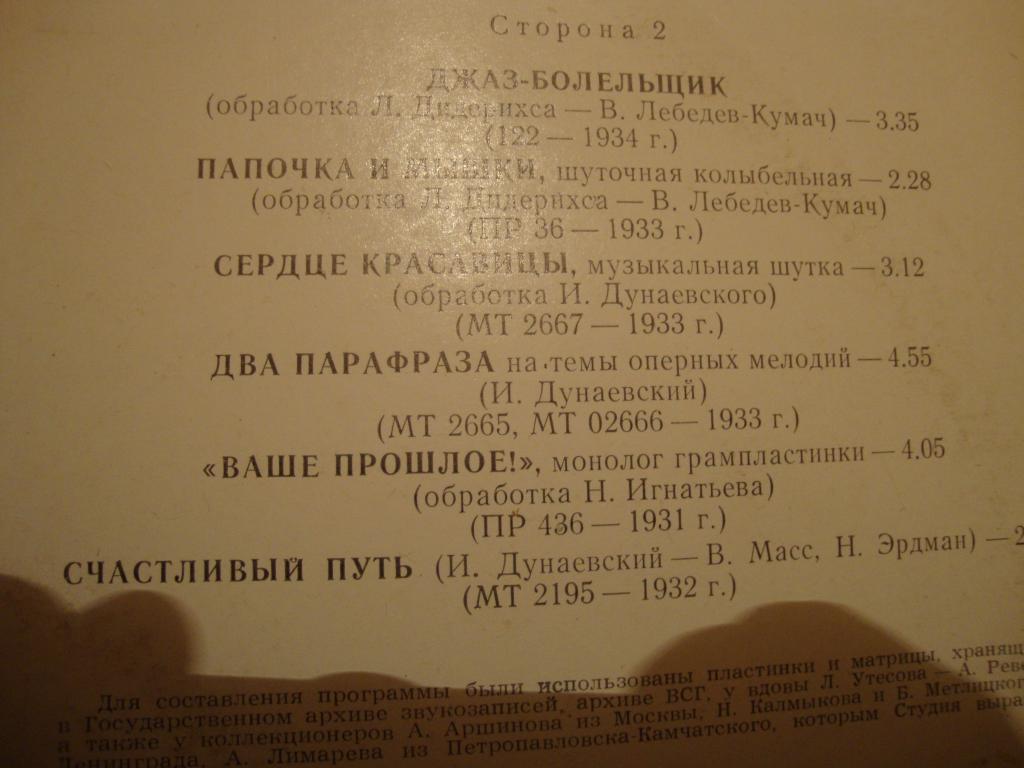 Сторона 2
ДЖАЗ-БОЛЕЛЬЩИК
(обработка Л. Дидерихса — В. Лебедев-Кумач) — 3.35
(122 — 1934 г.)
ПАПОЧКА И МЫШКИ, шуточная колыбельная — 2.28
(обработка Л. Дидерихса — В. Лебедев-Кумач)
(ПР 36 — 1933 г.)
СЕРДЦЕ КРАСАВИЦЫ, музыкальная шутка — 3.12
(обработка И. Дунаевского)
(МТ 2667 — 1933 г.)
ДВА ПАРАФРАЗА на темы оперных мелодий — 4.55
(И. Дунаевский)
(МТ 2665, МТ 02666 — 1933 г.)
«ВАШЕ ПРОШЛОЕ!», монолог грампластинки — 4.05
(обработка Н. Игнатьева)
(ПР 436 — 1931 г.)
СЧАСТЛИВЫЙ ПУТЬ (И. Дунаевский — В. Масс, Н. Эрдман) — 2
(МТ 2195 — 1932 г.)
Для составления программы были использованы пластинки и матрицы, хранящ
в Государственном архиве звукозаписей, архиве ВСГ, у вдовы Л. Утесова — А. Реве
а также у коллекционеров А. Аршинова из Москвы, Н. Калмыкова и Б. Метлицког
Ленинграда, А. Лимарева из Петропавловска-Камчатского, которым Студия выра